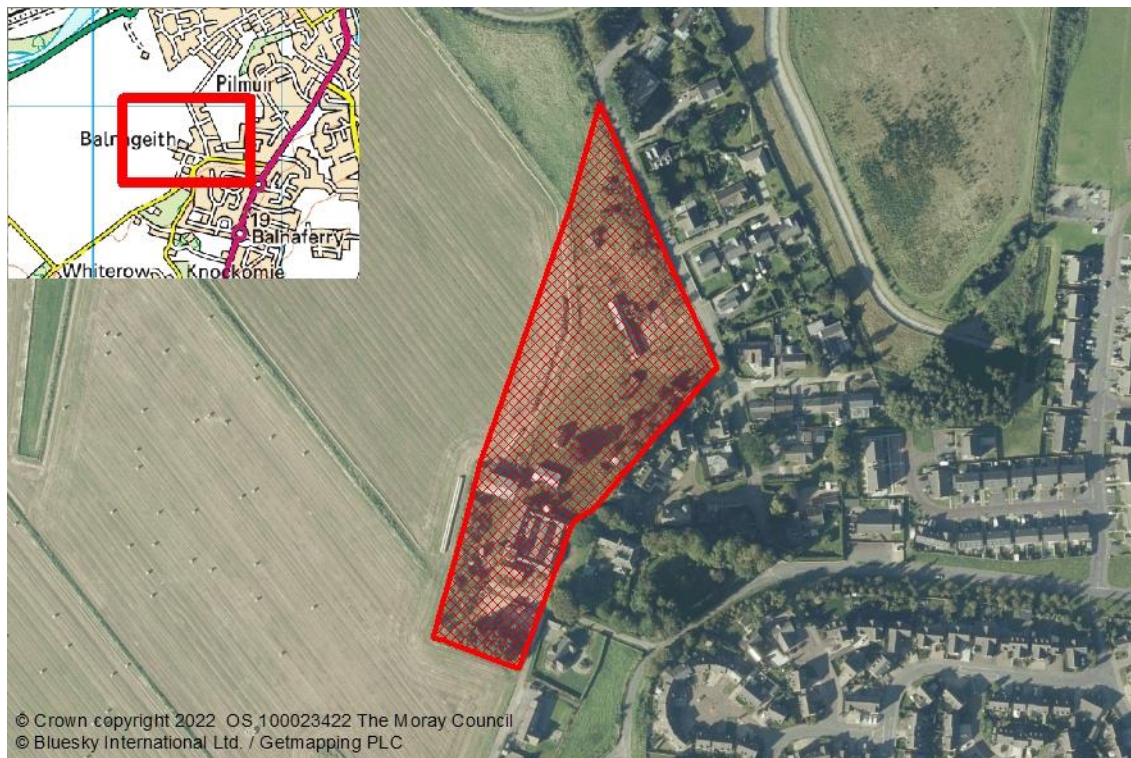 Pilmuir
Balnageith
19
Balnaferry
Whiterow
Knockomie
© Crown copyright 2022 OS 100023422 The Moray Council
© Bluesky International Ltd. / Getmapping PLC